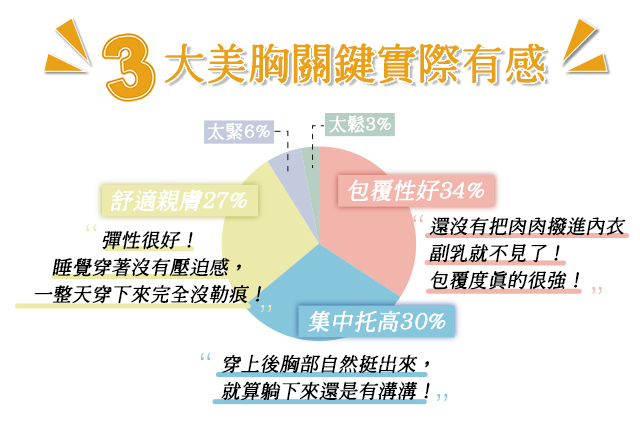 3大美胸關鍵實際有感
太緊6%
太鬆3%
舒適親膚27%
包覆性好34%
“彈性很好！
睡覺穿著沒有壓迫感，
一整天穿下來完全沒勒痕！”
“還沒有把肉肉撥進內衣
副乳就不見了！
包覆度真的很強！”
集中托高30%
“穿上後胸部自然挺出來，
就算躺下來還是有溝溝！”